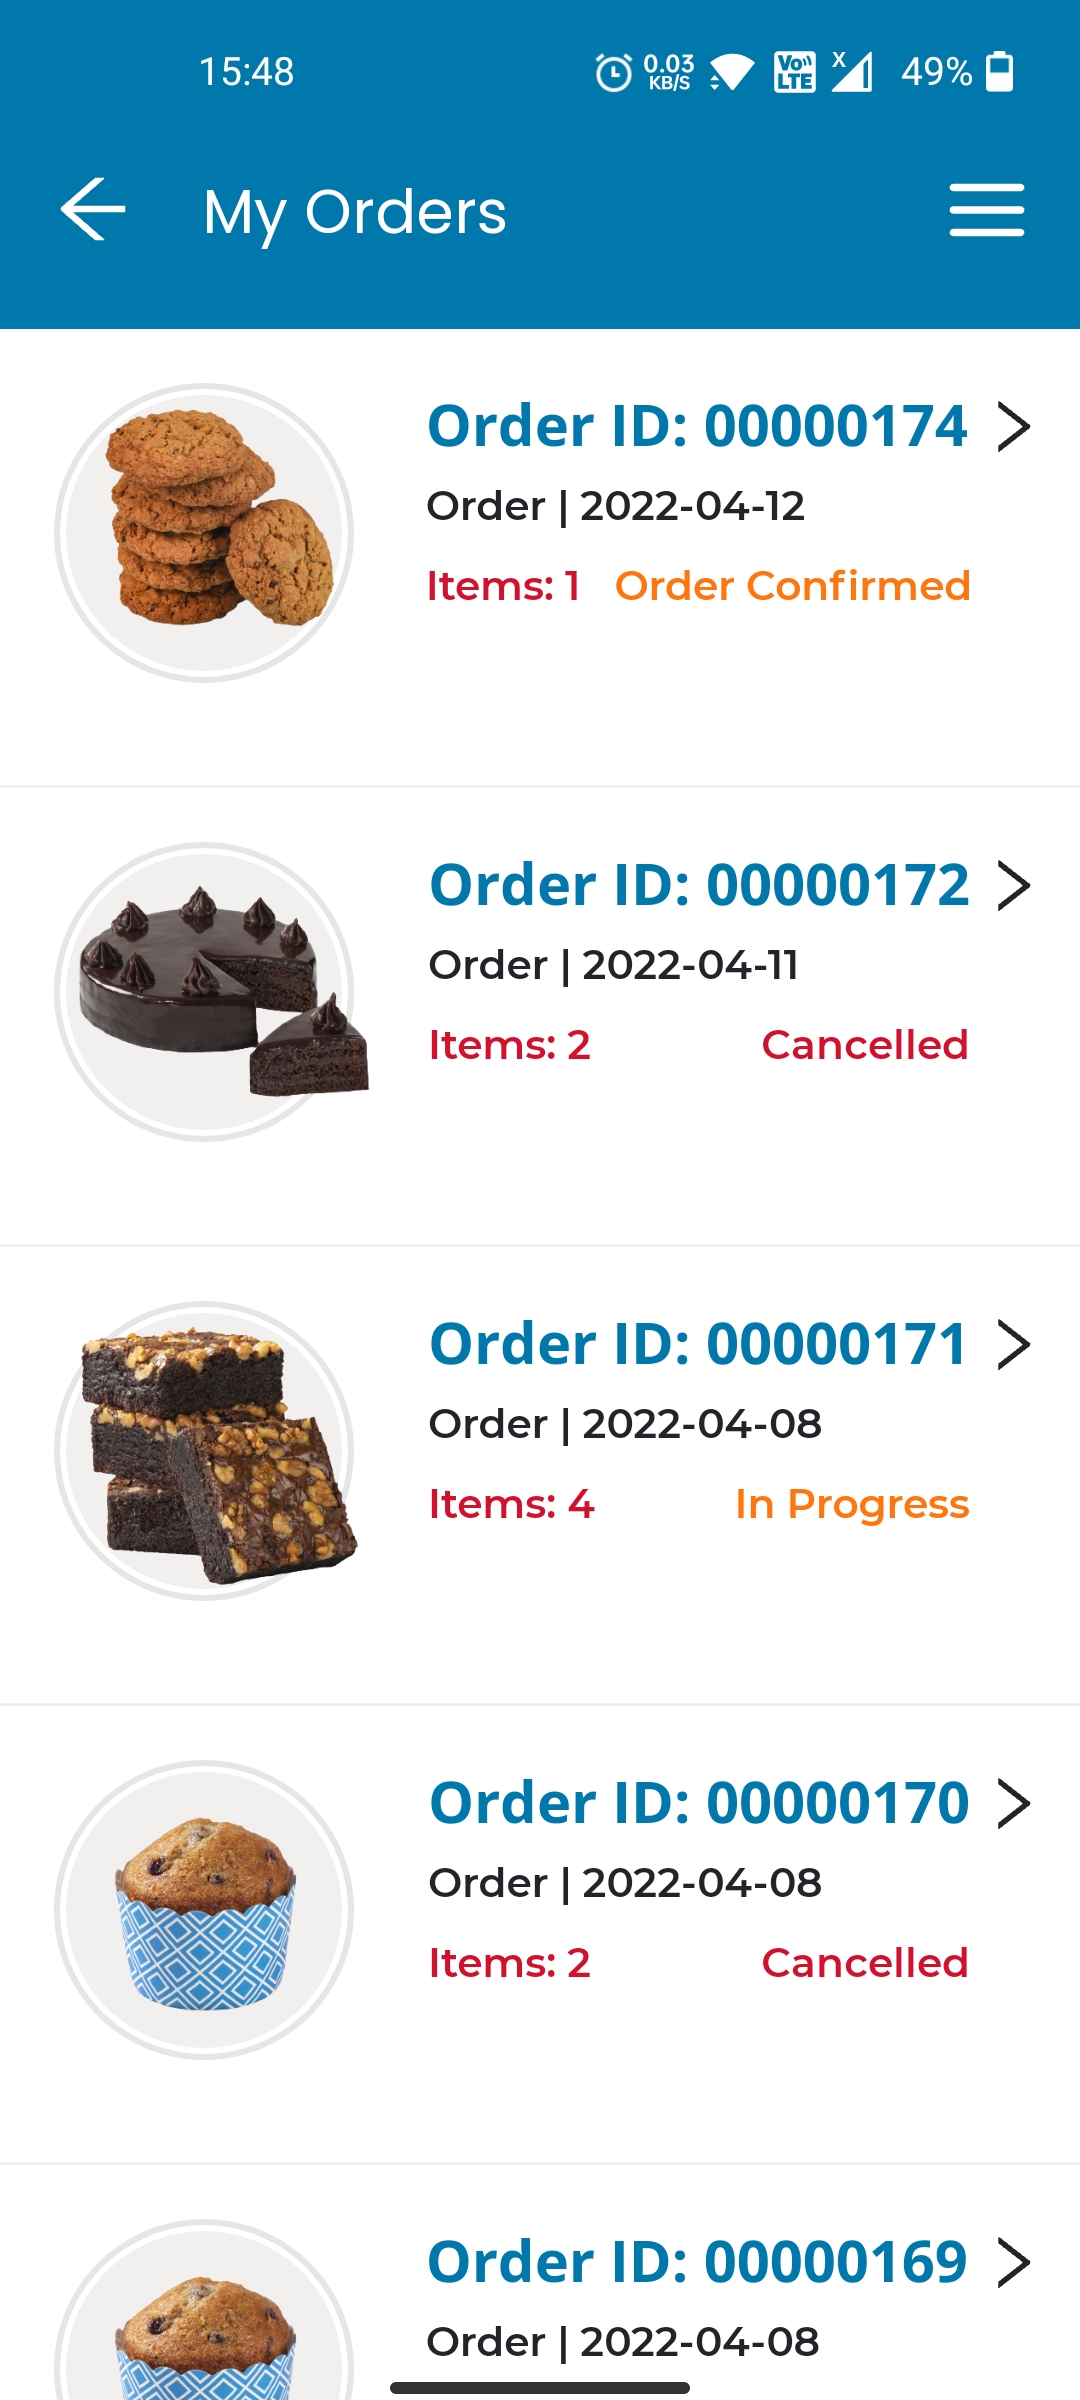 15:48
0.03 KB/S
Vo)) LTE
X
49%
My Orders
Order ID: 00000174
Order | 2022-04-12
Items: 1 Order Confirmed
Order ID: 00000172
Order | 2022-04-11
Items: 2 Cancelled
Order ID: 00000171
Order | 2022-04-08
Items: 4 In Progress
Order ID: 00000170
Order | 2022-04-08
Items: 2 Cancelled
Order ID: 00000169
Order | 2022-04-08